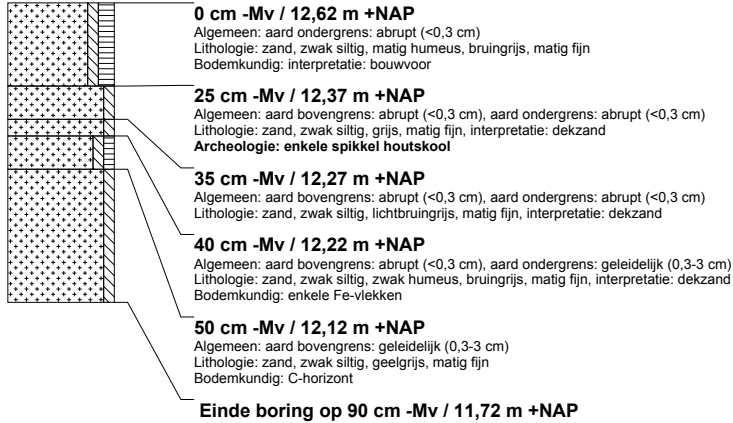 0 cm -Mv / 12,62 m +NAP
Algemeen: aard ondergrens: abrupt (<0,3 cm)
Lithologie: zand, zwak siltig, matig humeus, bruingrijs, matig fijn
Bodemkundig: interpretatie: bouwvoor
25 cm -Mv / 12,37 m +NAP
Algemeen: aard bovengrens: abrupt (<0,3 cm), aard ondergrens: abrupt (<0,3 cm)
Lithologie: zand, zwak siltig, grijs, matig fijn, interpretatie: dekzand
Archeologie: enkele spikkel houtskool
35 cm -Mv / 12,27 m +NAP
Algemeen: aard bovengrens: abrupt (<0,3 cm), aard ondergrens: abrupt (<0,3 cm)
Lithologie: zand, zwak siltig, lichtbruingrijs, matig fijn, interpretatie: dekzand
40 cm -Mv / 12,22 m +NAP
Algemeen: aard bovengrens: abrupt (<0,3 cm), aard ondergrens: geleidelijk (0,3-3 cm)
Lithologie: zand, zwak siltig, zwak humeus, bruingrijs, matig fijn, interpretatie: dekzand
Bodemkundig: enkele Fe-vlekken
50 cm -Mv / 12,12 m +NAP
Algemeen: aard bovengrens: geleidelijk (0,3-3 cm)
Lithologie: zand, zwak siltig, geelgrijs, matig fijn
Bodemkundig: C-horizont
Einde boring op 90 cm -Mv / 11,72 m +NAP